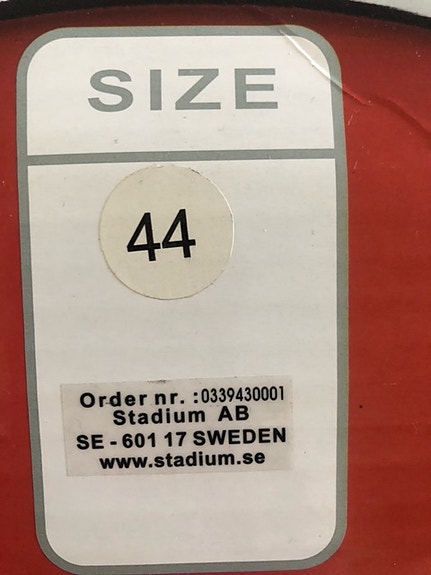 SIZE
44
Order nr. :0339430001
Stadium AB
SE - 601 17 SWEDEN
www.stadium.se